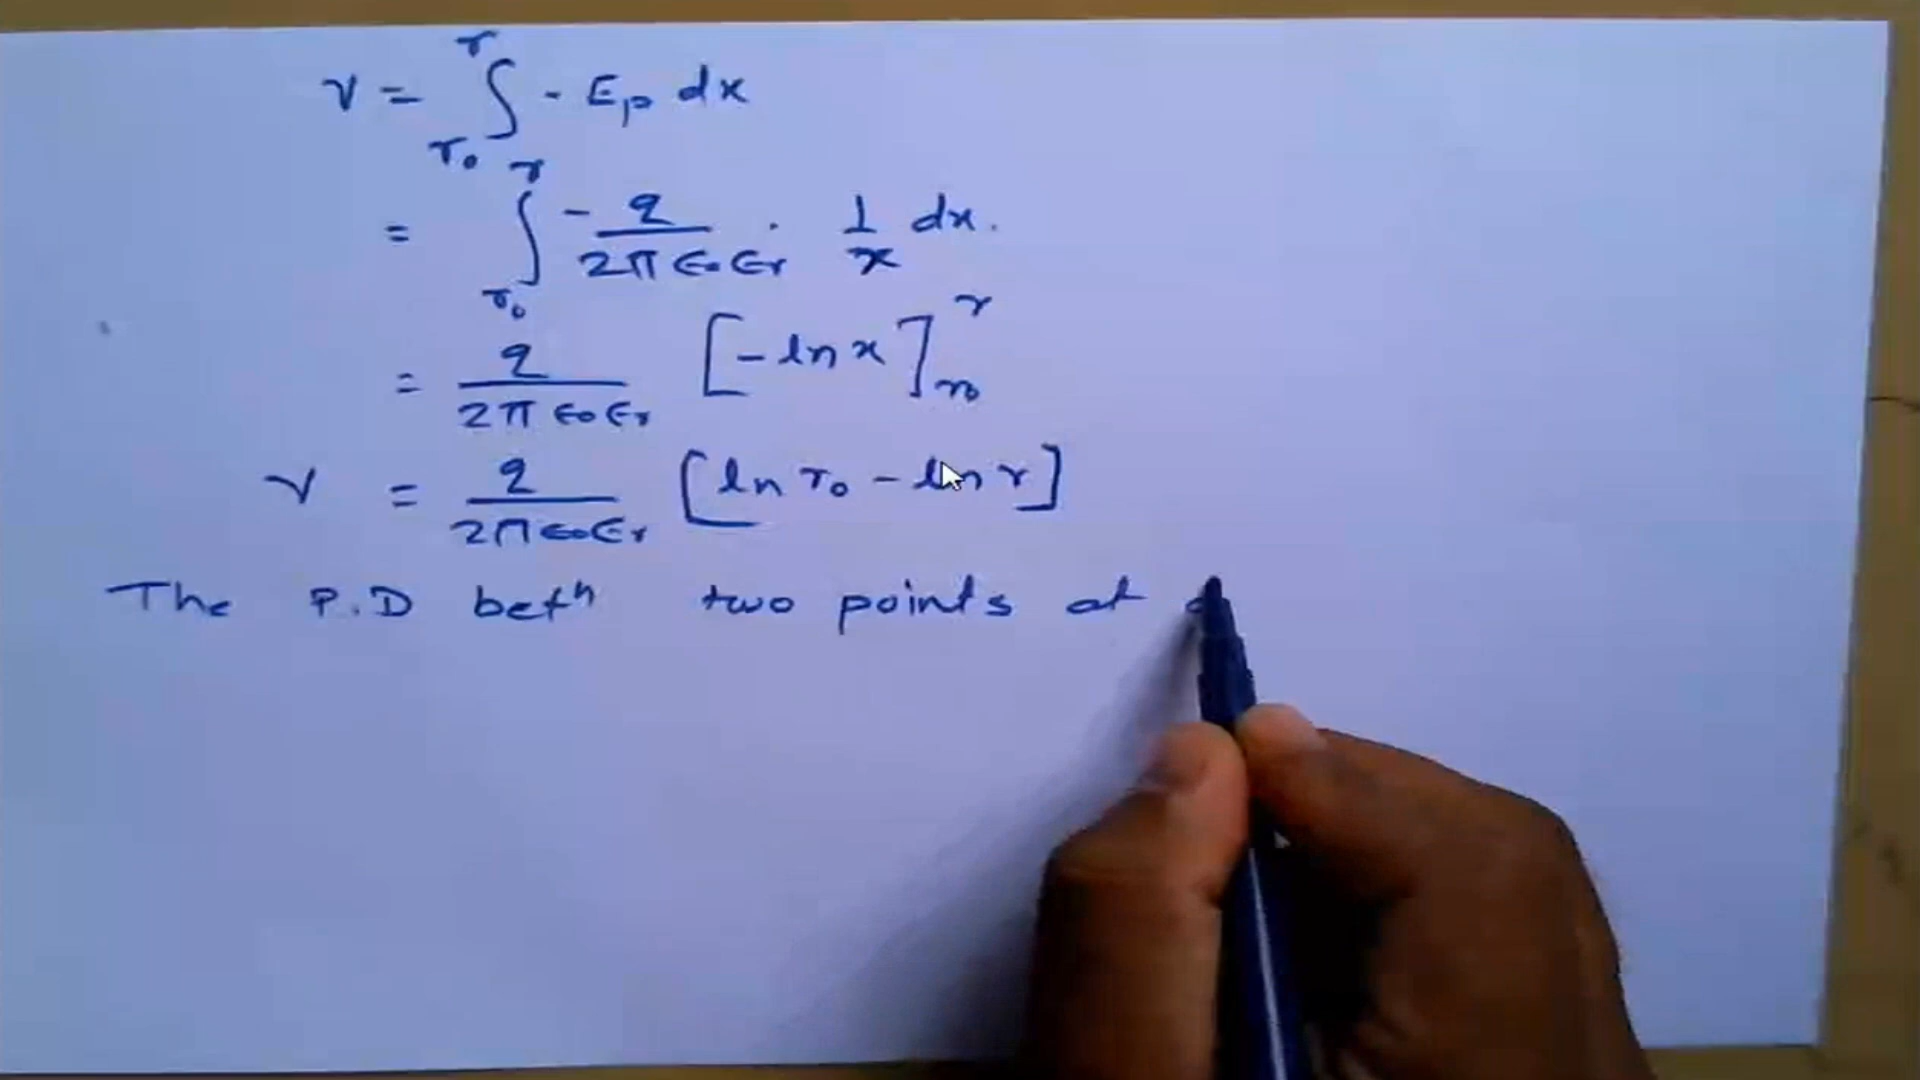 V = ∫_{r₀}^{r} - E_p dx
= ∫_{r₀}^{r} -q/(2π ε₀ εr) · 1/x dx.
= q/(2π ε₀ εr) [-ln x]_{r₀}^{r}
V = q/(2π ε₀ εr) [ln r₀ - ln r]
The P.D betⁿ two points at